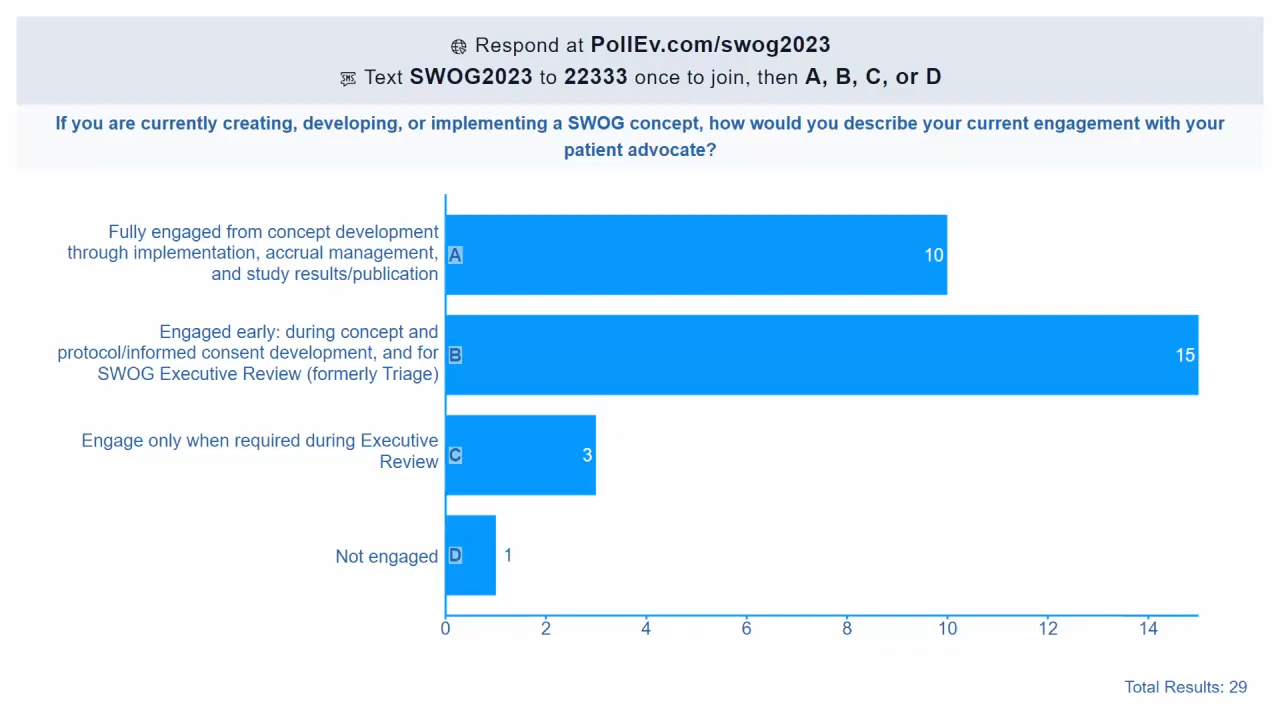 Respond at PollEv.com/swog2023
Text SWOG2023 to 22333 once to join, then A, B, C, or D
If you are currently creating, developing, or implementing a SWOG concept, how would you describe your current engagement with your
patient advocate?
Fully engaged from concept development
through implementation, accrual management,
and study results/publication
A
10
Engaged early: during concept and
protocol/informed consent development, and for
SWOG Executive Review (formerly Triage)
B
15
Engage only when required during Executive
Review
C
3
Not engaged
D
1
0 2 4 6 8 10 12 14
Total Results: 29